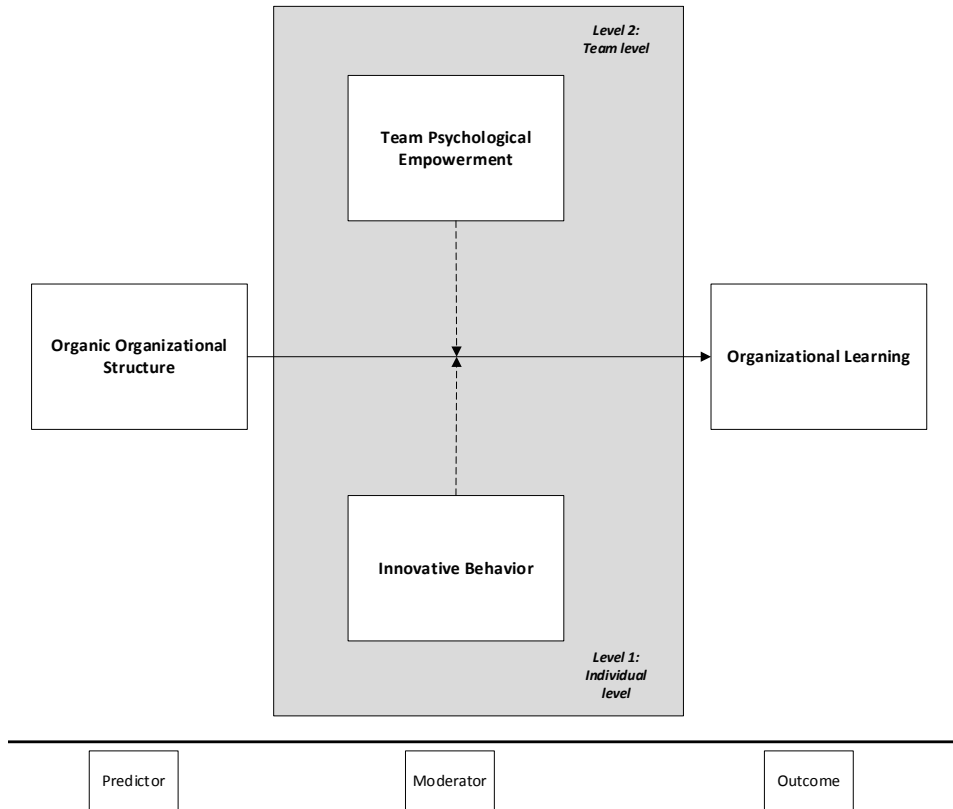 Level 2:
Team level
Team Psychological
Empowerment
Organic Organizational
Structure
Organizational Learning
Innovative Behavior
Level 1:
Individual
level
Predictor
Moderator
Outcome